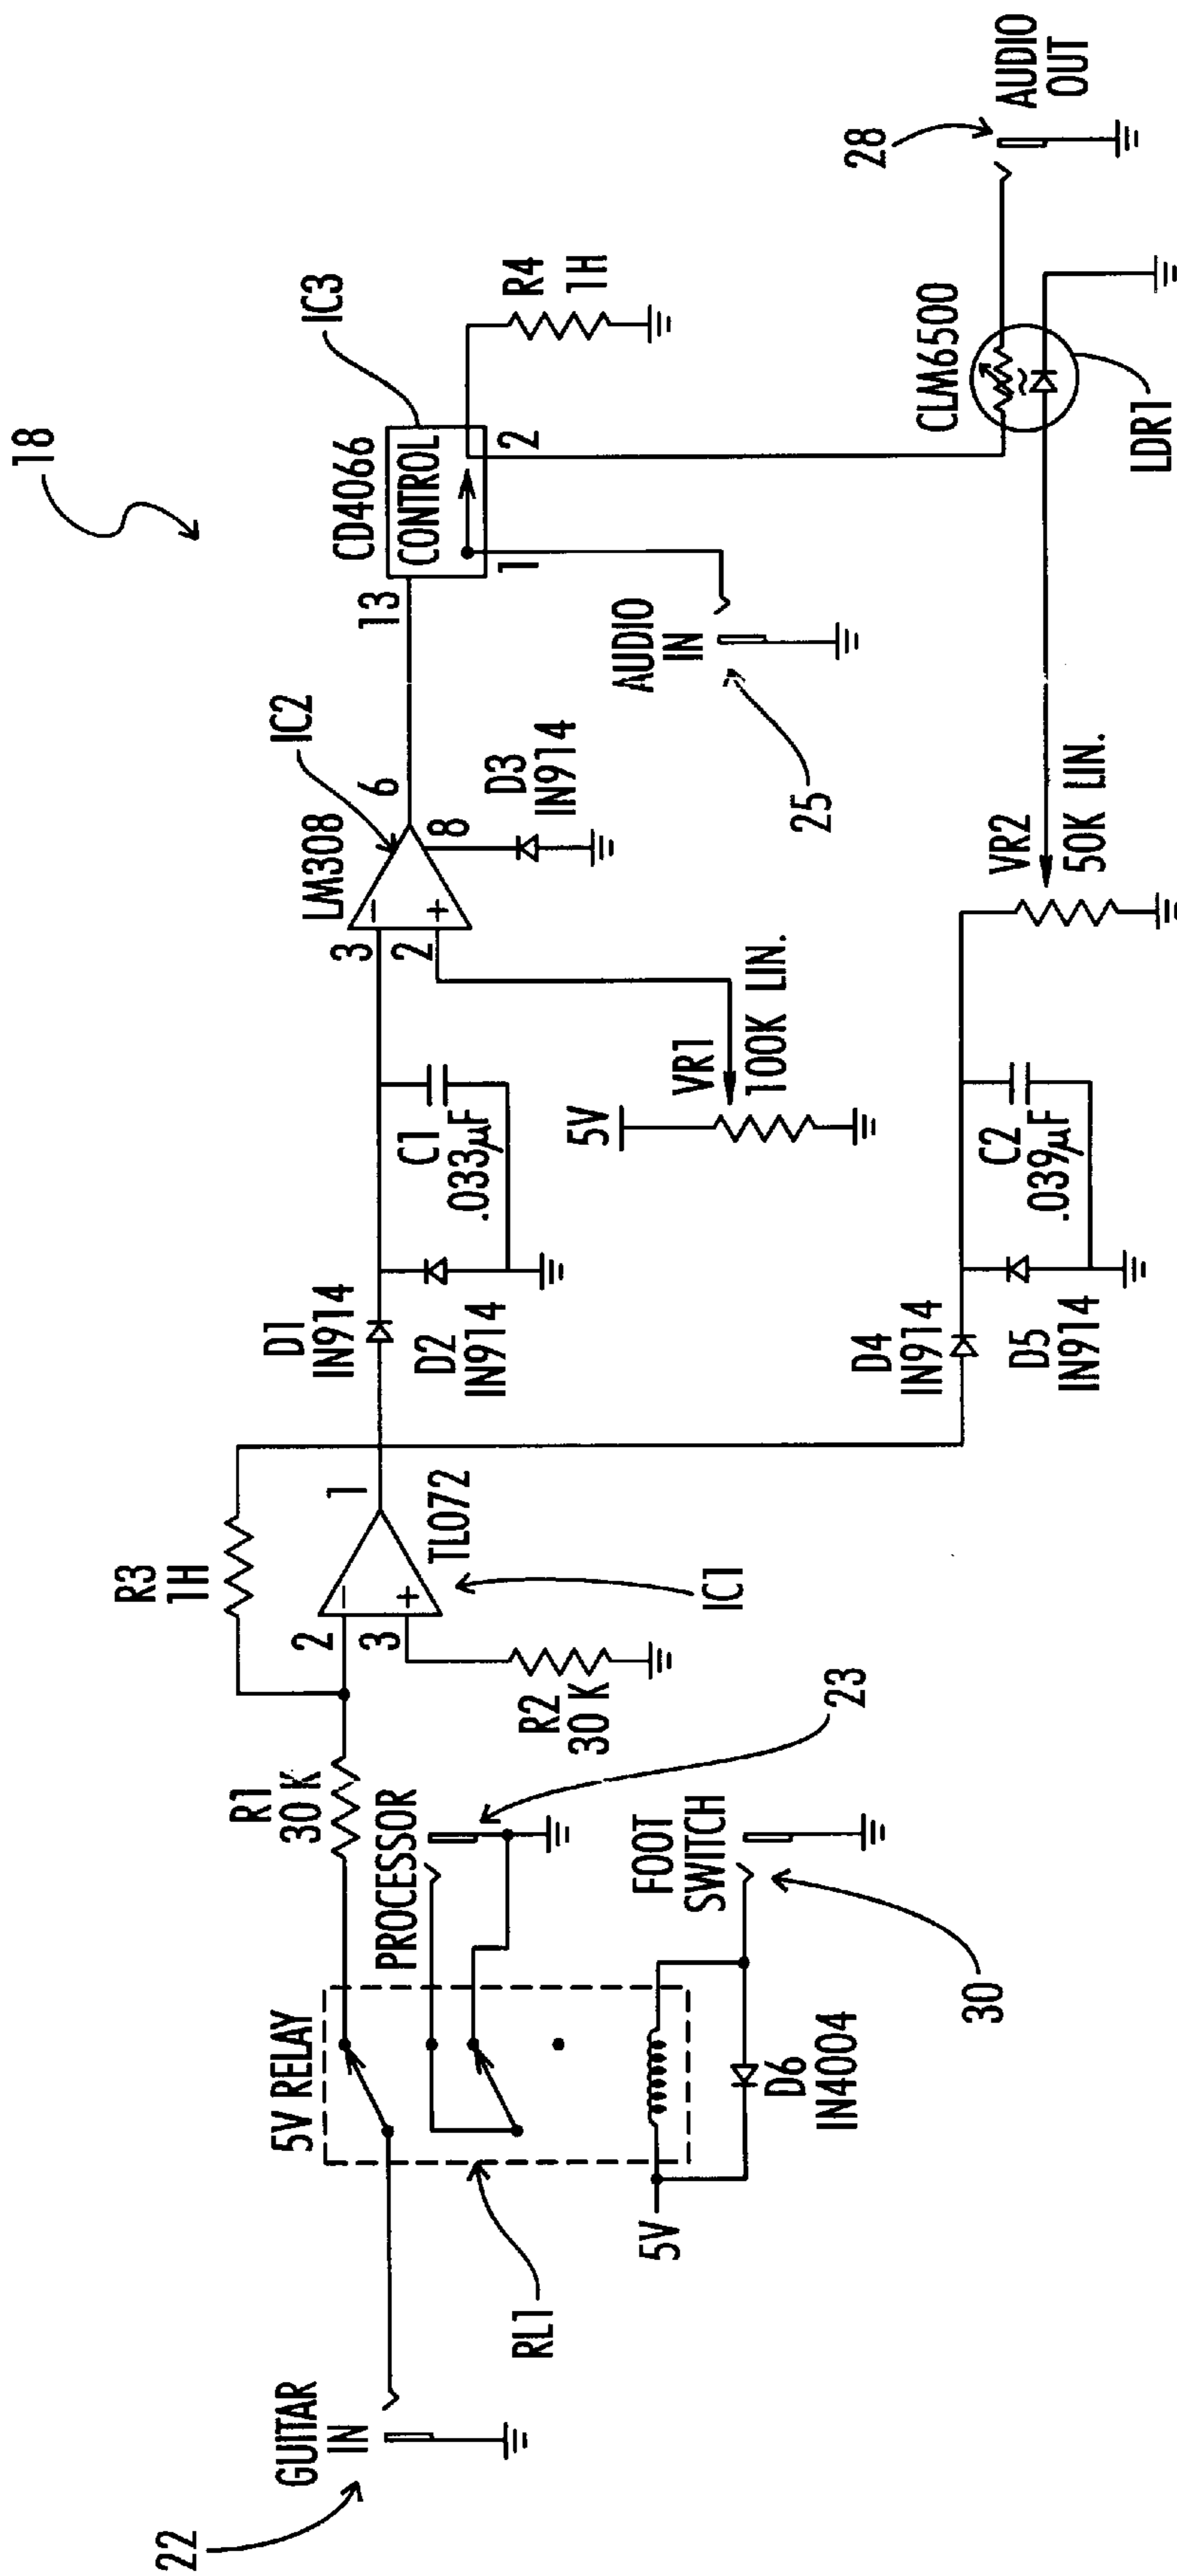 18
22
GUITAR
IN
5V RELAY
RL1
5V
D6
IN4004
30
PROCESSOR
23
FOOT
SWITCH
R1
30 K
R2
30 K
R3
1H
2
3
1
TL072
IC1
D1
IN914
D2
IN914
C1
.033µF
5V
VR1
100K LIN.
3
2
LM308
IC2
6
8
D3
IN914
13
CD4066
CONTROL
IC3
1
2
R4
1H
AUDIO
IN
25
D4
IN914
D5
IN914
C2
.039µF
VR2
50K LIN.
CLM6500
LDR1
28
AUDIO
OUT